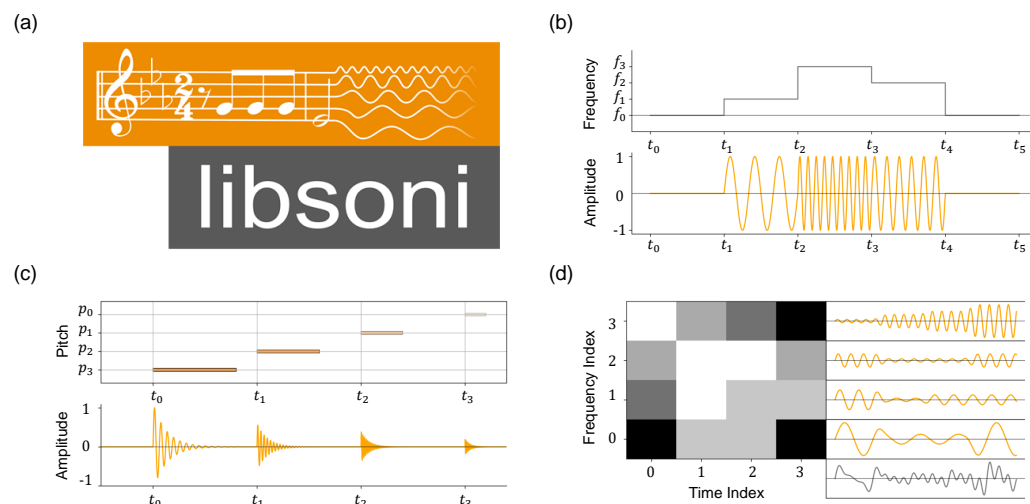 (a)
2
4
libsoni
(b)
Frequency
f₃
f₂
f₁
f₀
t₀ t₁ t₂ t₃ t₄ t₅
Amplitude
1
0
-1
t₀ t₁ t₂ t₃ t₄ t₅
(c)
Pitch
p₀
p₁
p₂
p₃
t₀ t₁ t₂ t₃
Amplitude
1
0
-1
t₀ t₁ t₂ t₃
(d)
Frequency Index
3
2
1
0
0 1 2 3
Time Index